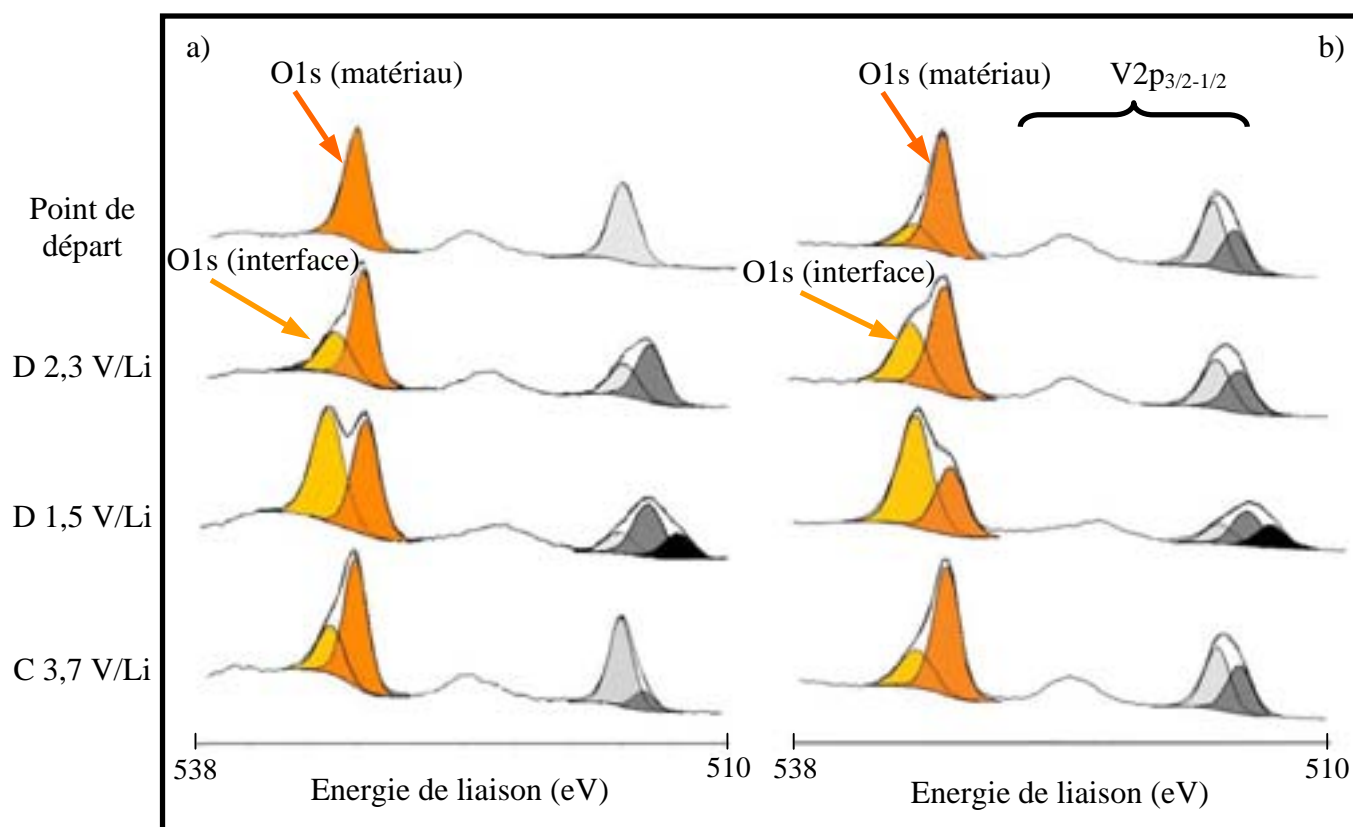 a)
b)
O1s (matériau)
O1s (matériau)
V2p3/2-1/2
Point de
départ
O1s (interface)
O1s (interface)
D 2,3 V/Li
D 1,5 V/Li
C 3,7 V/Li
538
510
538
510
Energie de liaison (eV)
Energie de liaison (eV)